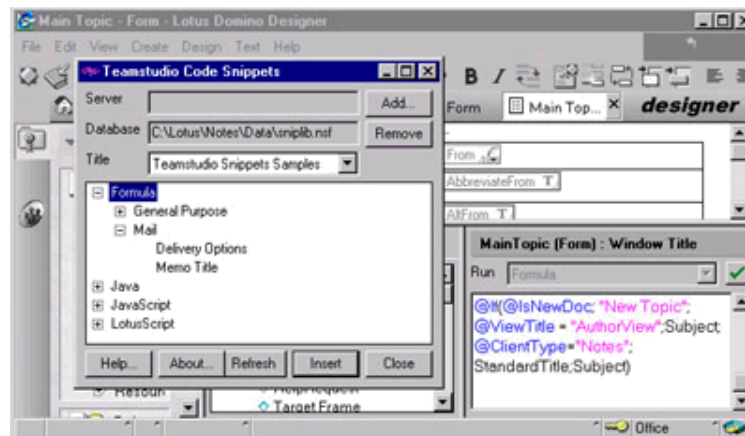 Main Topic - Form - Lotus Domino Designer
File Edit View Create Design Text Help
Teamstudio Code Snippets
Server
Add...
Database C:\Lotus\Notes\Data\sniplib.nsf
Remove
Title Teamstudio Snippets Samples
Formula
General Purpose
Mail
Delivery Options
Memo Title
Java
JavaScript
LotusScript
Help... About... Refresh Insert Close
B I
Form Main Top... designer
From
AbbreviateFrom T
AltFrom T
MainTopic (Form) : Window Title
Run Formula
@If(@IsNewDoc; "New Topic";
@ViewTitle = "AuthorView";Subject
@ClientType="Notes";
StandardTitle;Subject)
Target Frame
Office